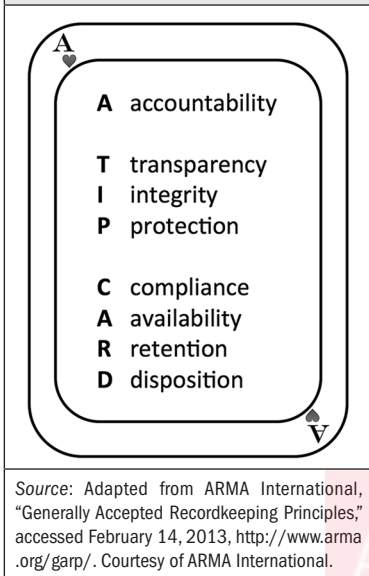 A
A accountability
T transparency
I integrity
P protection
C compliance
A availability
R retention
D disposition
A
Source: Adapted from ARMA International,
“Generally Accepted Recordkeeping Principles,”
accessed February 14, 2013, http://www.arma
.org/garp/. Courtesy of ARMA International.